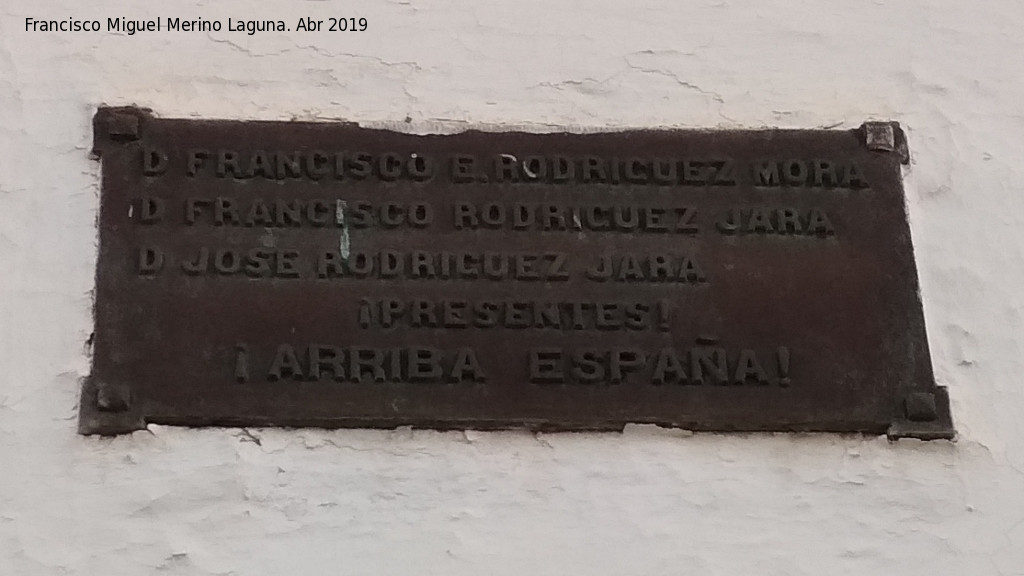 Francisco Miguel Merino Laguna. Abr 2019
D FRANCISCO E. RODRIGUEZ MORA
D FRANCISCO RODRIGUEZ JARA
D JOSE RODRIGUEZ JARA
¡PRESENTES!
¡ARRIBA ESPAÑA!